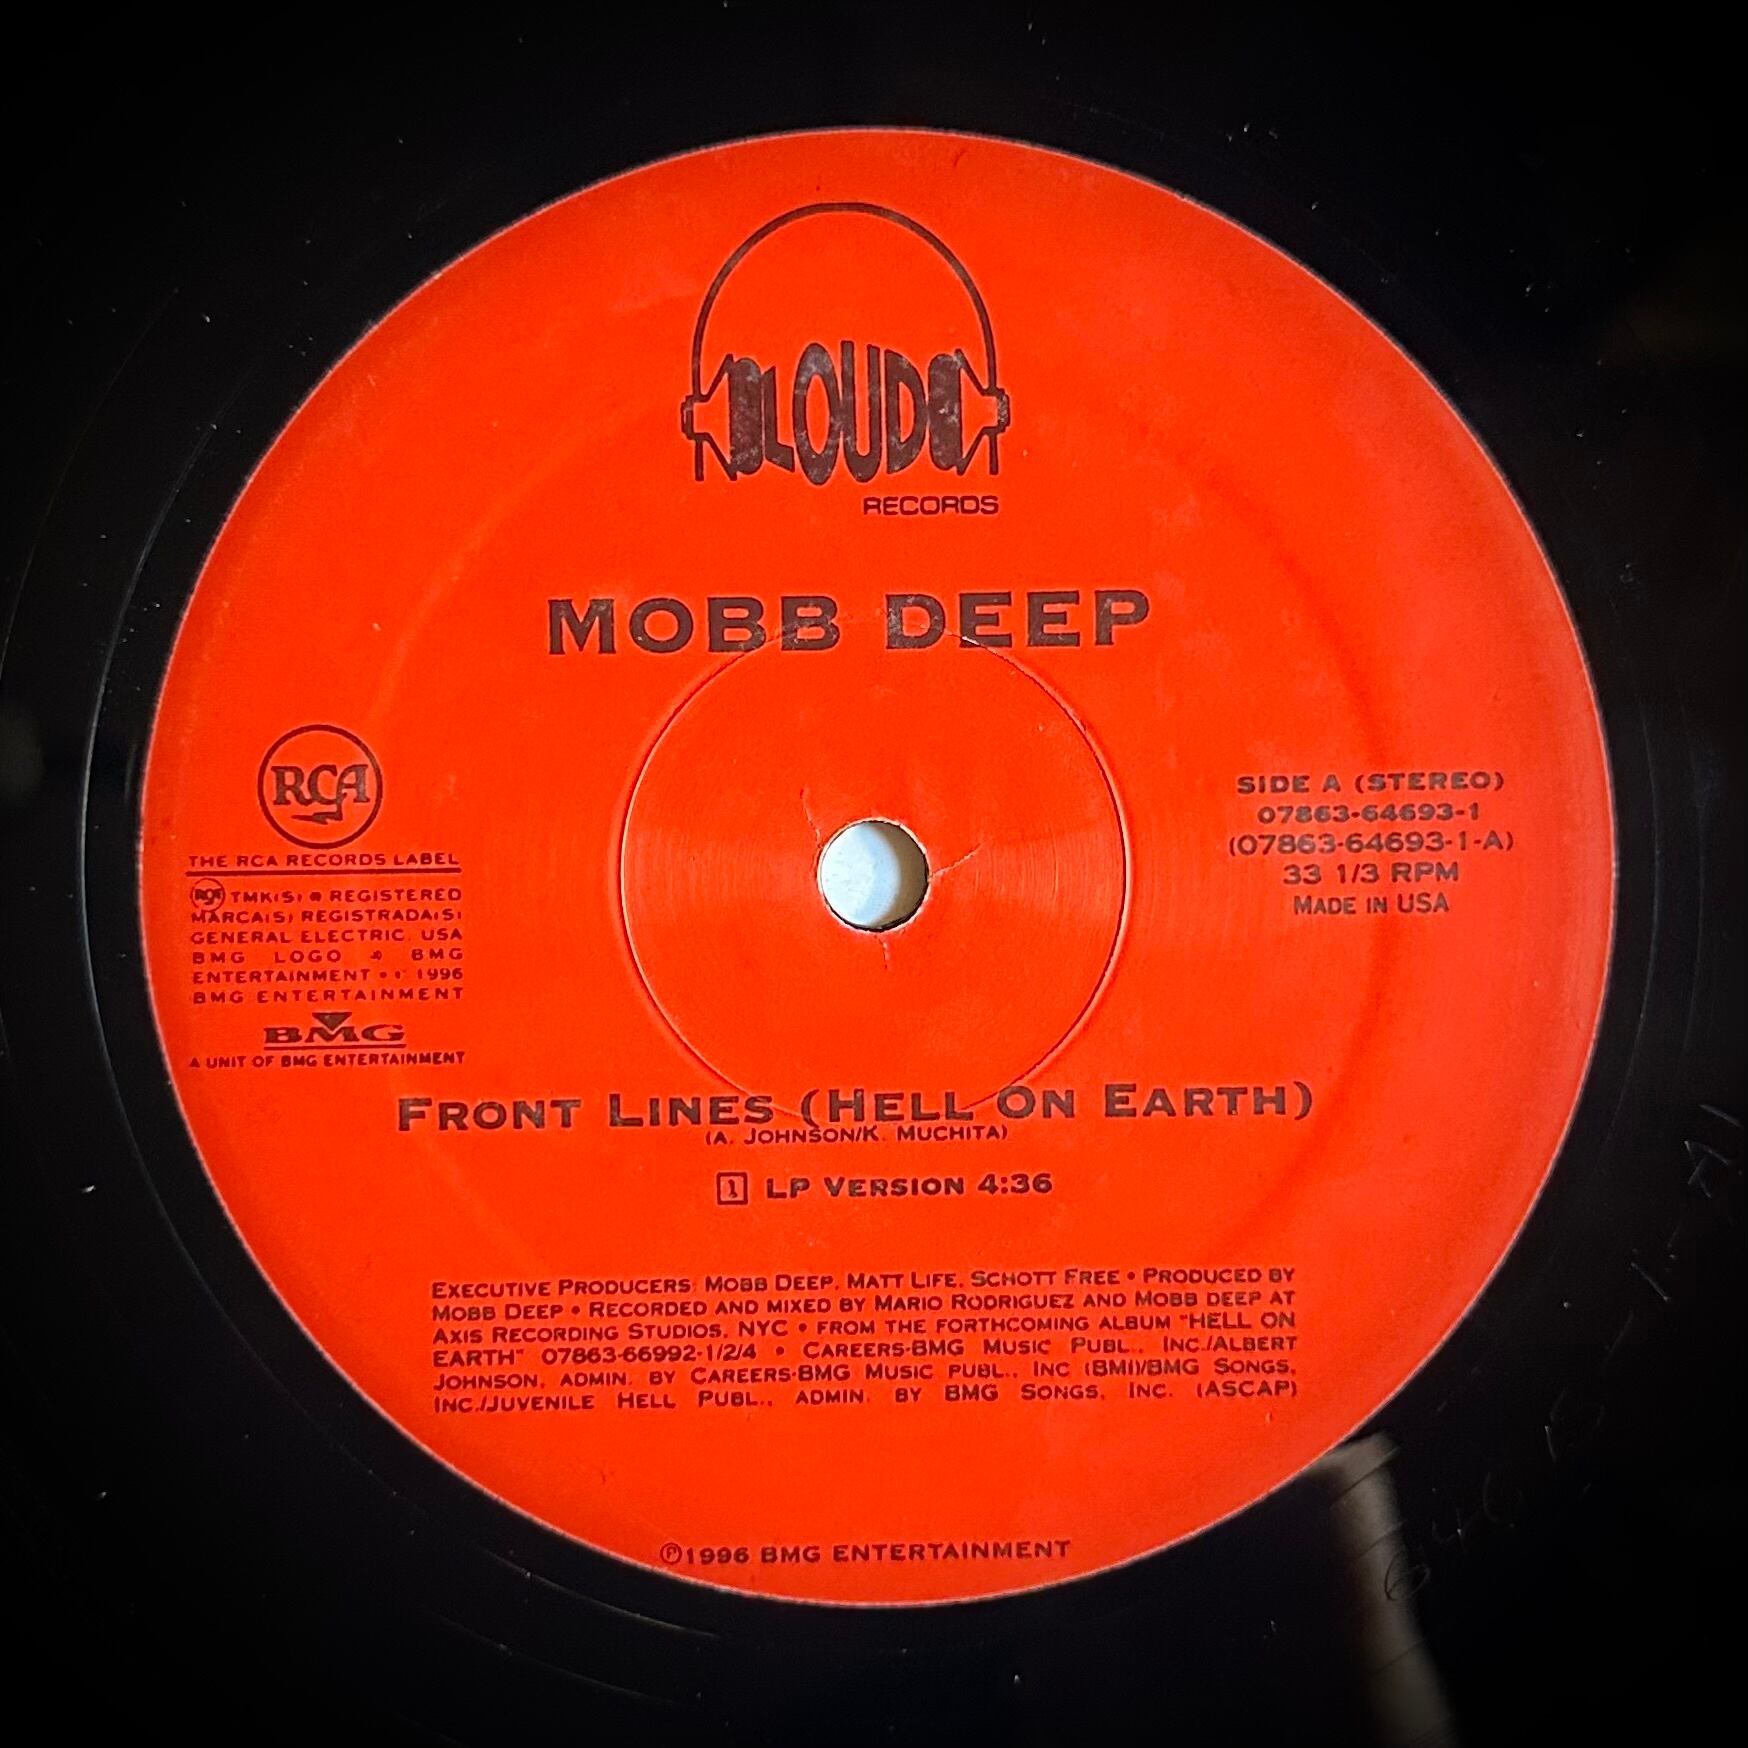 LOUD
RECORDS
MOBB DEEP
RCA
THE RCA RECORDS LABEL
RCA TMK(S) ® REGISTERED
MARCA(S) REGISTRADA(S)
GENERAL ELECTRIC, USA
BMG LOGO ® BMG
ENTERTAINMENT • © 1996
BMG ENTERTAINMENT
BMG
A UNIT OF BMG ENTERTAINMENT
SIDE A (STEREO)
07863-64693-1
(07863-64693-1-A)
33 1/3 RPM
MADE IN USA
FRONT LINES (HELL ON EARTH)
(A. JOHNSON/K. MUCHITA)
1 LP VERSION 4:36
EXECUTIVE PRODUCERS: MOBB DEEP, MATT LIFE, SCHOTT FREE • PRODUCED BY
MOBB DEEP • RECORDED AND MIXED BY MARIO RODRIGUEZ AND MOBB DEEP AT
AXIS RECORDING STUDIOS, NYC • FROM THE FORTHCOMING ALBUM "HELL ON
EARTH" 07863-66992-1/2/4 • CAREERS-BMG MUSIC PUBL., INC./ALBERT
JOHNSON, ADMIN. BY CAREERS-BMG MUSIC PUBL., INC (BMI)/BMG SONGS,
INC./JUVENILE HELL PUBL., ADMIN. BY BMG SONGS, INC. (ASCAP)
℗1996 BMG ENTERTAINMENT